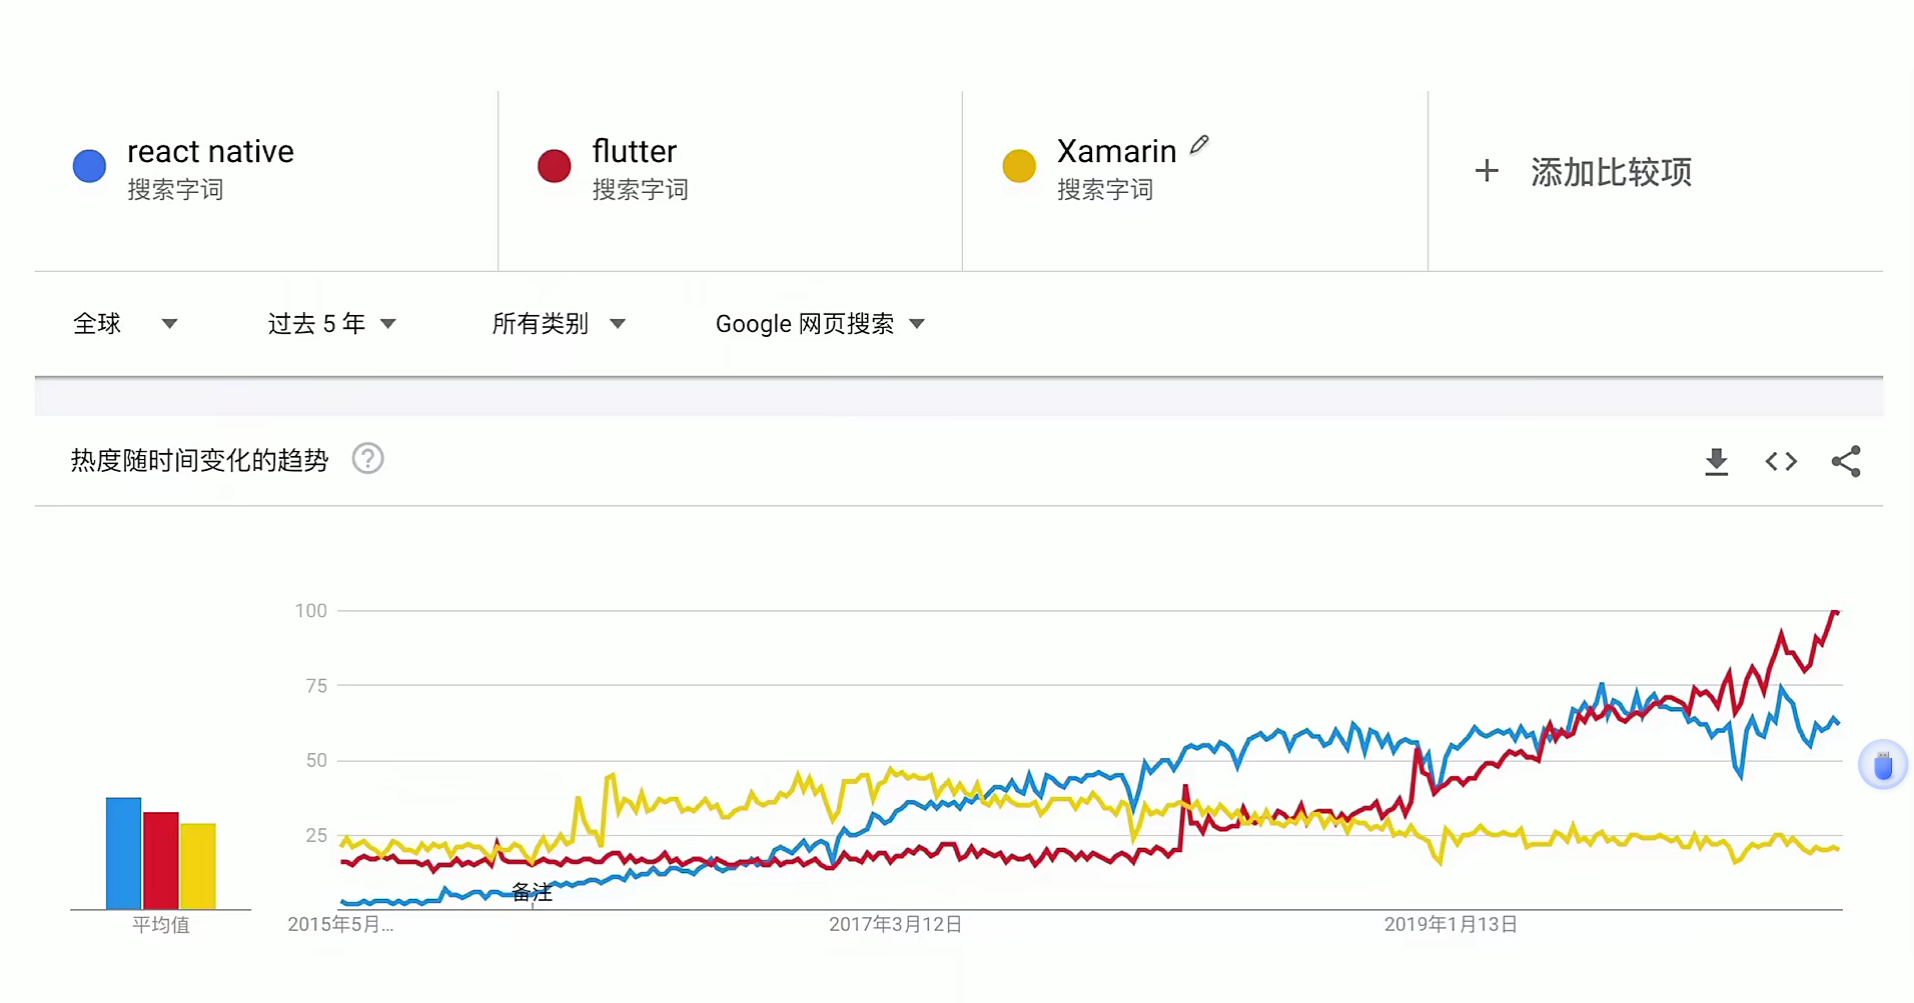 react native
搜索字词
flutter
搜索字词
Xamarin
搜索字词
+ 添加比较项
全球
过去 5 年
所有类别
Google 网页搜索
热度随时间变化的趋势 ?
100
75
50
25
备注
平均值
2015年5月...
2017年3月12日
2019年1月13日